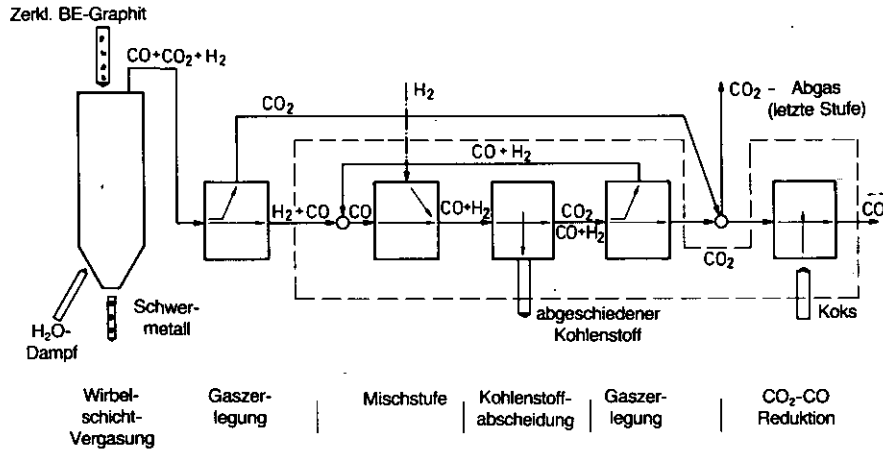 Zerkl. BE-Graphit
CO+CO₂+H₂
CO₂
H₂
CO₂ - Abgas
(letzte Stufe)
CO+H₂
H₂+CO
CO
CO+H₂
CO₂
CO+H₂
CO₂
CO
H₂O-
Dampf
Schwer-
metall
abgeschiedener
Kohlenstoff
Koks
Wirbel-
schicht-
Vergasung
Gaszer-
legung
Mischstufe
Kohlenstoff-
abscheidung
Gaszer-
legung
CO₂-CO
Reduktion